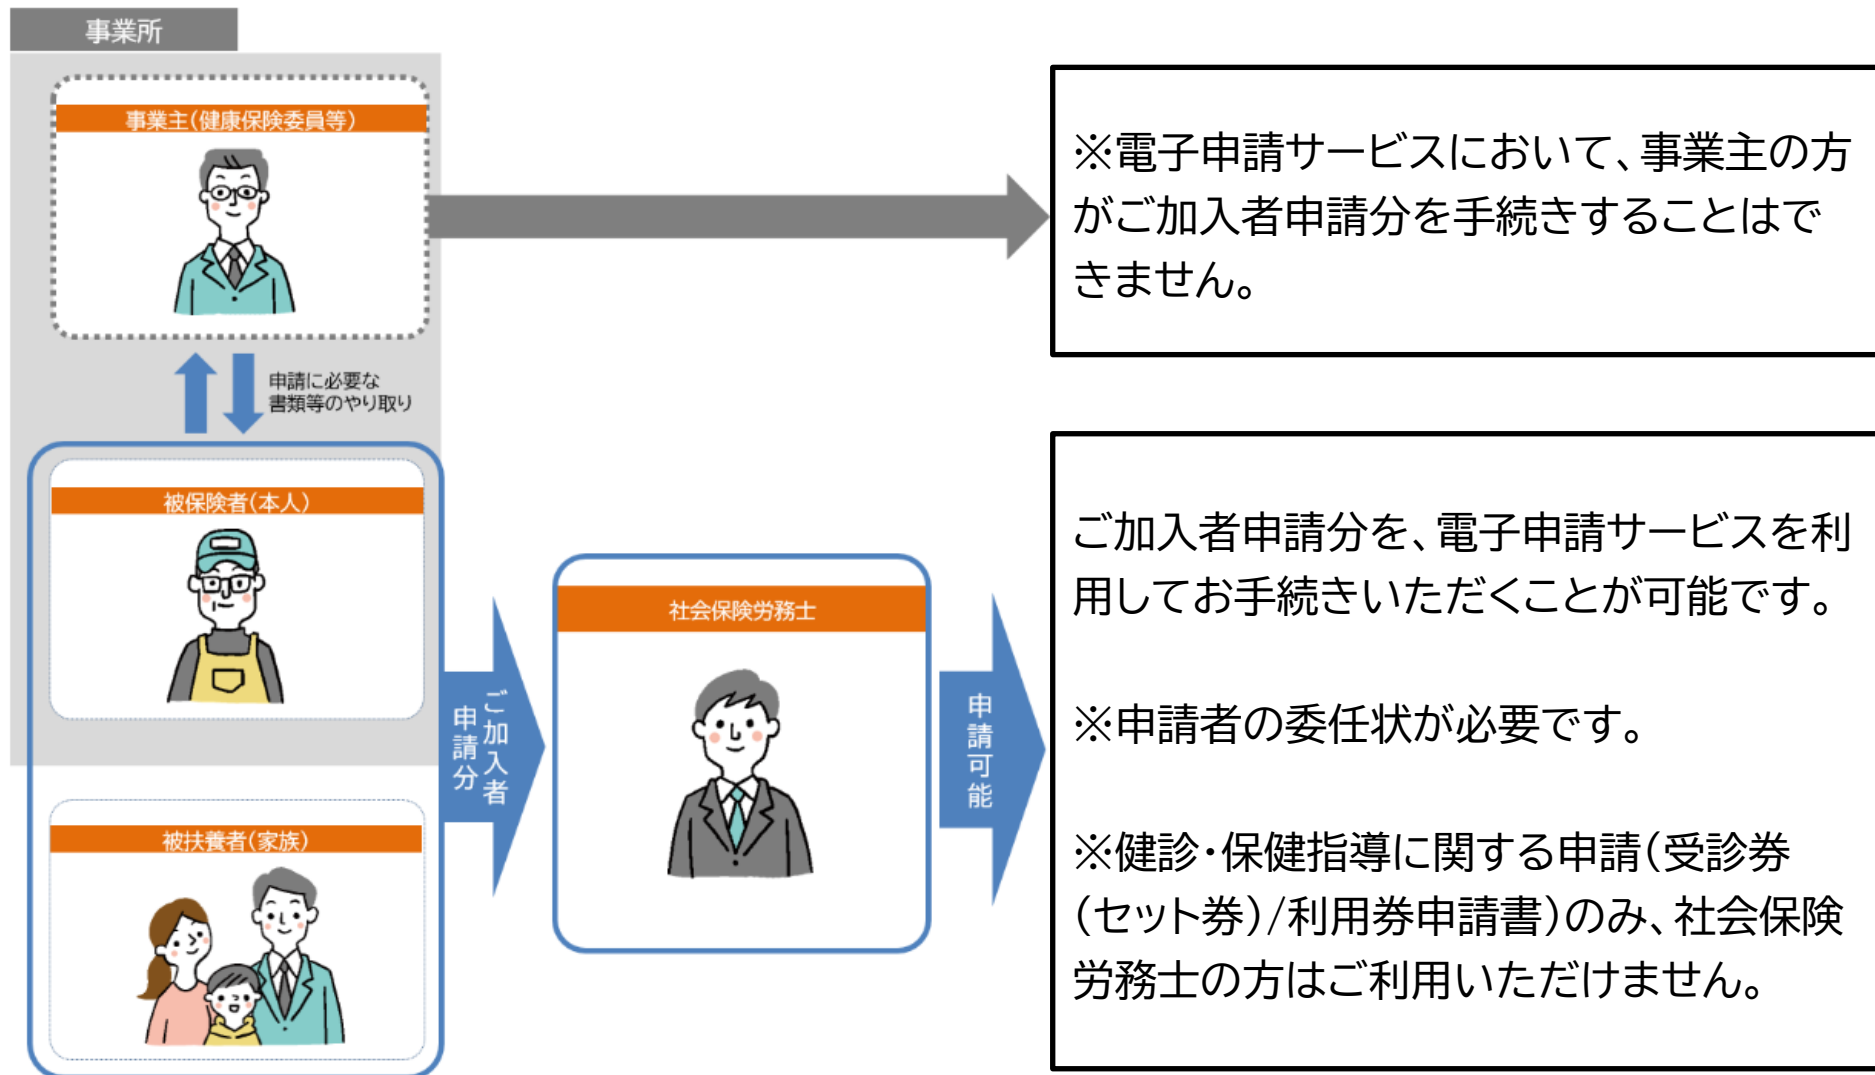 事業所
事業主(健康保険委員等)
※電子申請サービスにおいて、事業主の方
がご加入者申請分を手続きすることはで
きません。
申請に必要な
書類等のやり取り
被保険者(本人)
被扶養者(家族)
ご加入者
申請分
社会保険労務士
申請可能
ご加入者申請分を、電子申請サービスを利
用してお手続きいただくことが可能です。
※申請者の委任状が必要です。
※健診・保健指導に関する申請(受診券
(セット券)/利用券申請書)のみ、社会保険
労務士の方はご利用いただけません。